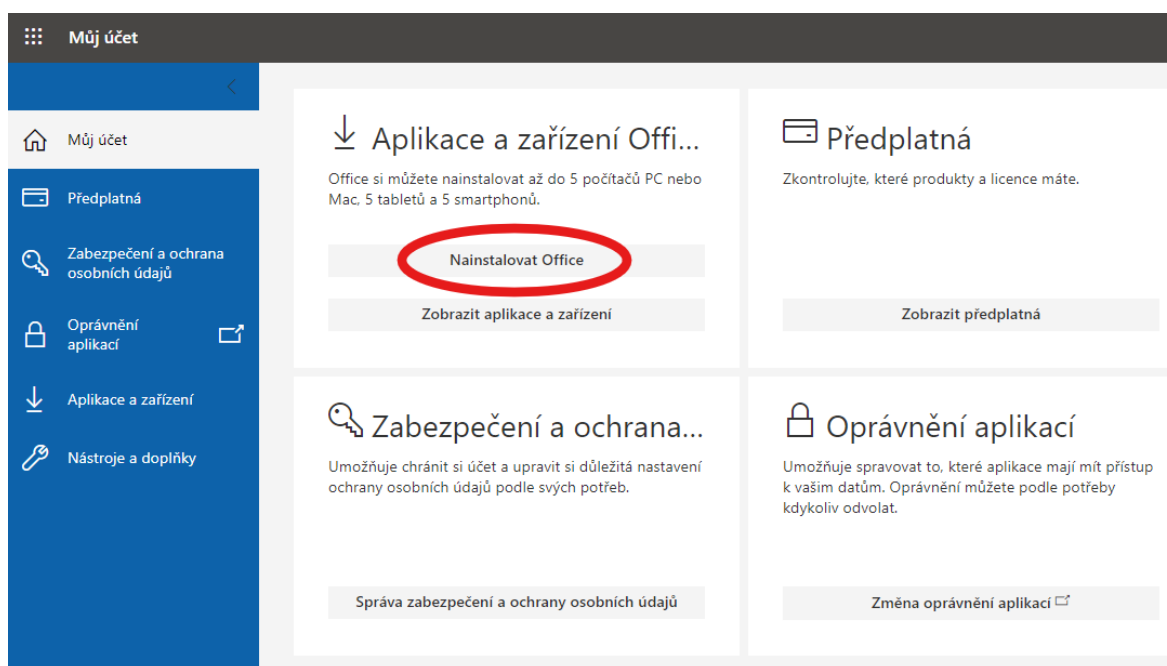 Můj účet
Můj účet
Předplatná
Zabezpečení a ochrana
osobních údajů
Oprávnění
aplikací
Aplikace a zařízení
Nástroje a doplňky
Aplikace a zařízení Offi...
Office si můžete nainstalovat až do 5 počítačů PC nebo
Mac, 5 tabletů a 5 smartphonů.
Nainstalovat Office
Zobrazit aplikace a zařízení
Předplatná
Zkontrolujte, které produkty a licence máte.
Zobrazit předplatná
Zabezpečení a ochrana...
Umožňuje chránit si účet a upravit si důležitá nastavení
ochrany osobních údajů podle svých potřeb.
Správa zabezpečení a ochrany osobních údajů
Oprávnění aplikací
Umožňuje spravovat to, které aplikace mají mít přístup
k vašim datům. Oprávnění můžete podle potřeby
kdykoliv odvolat.
Změna oprávnění aplikací